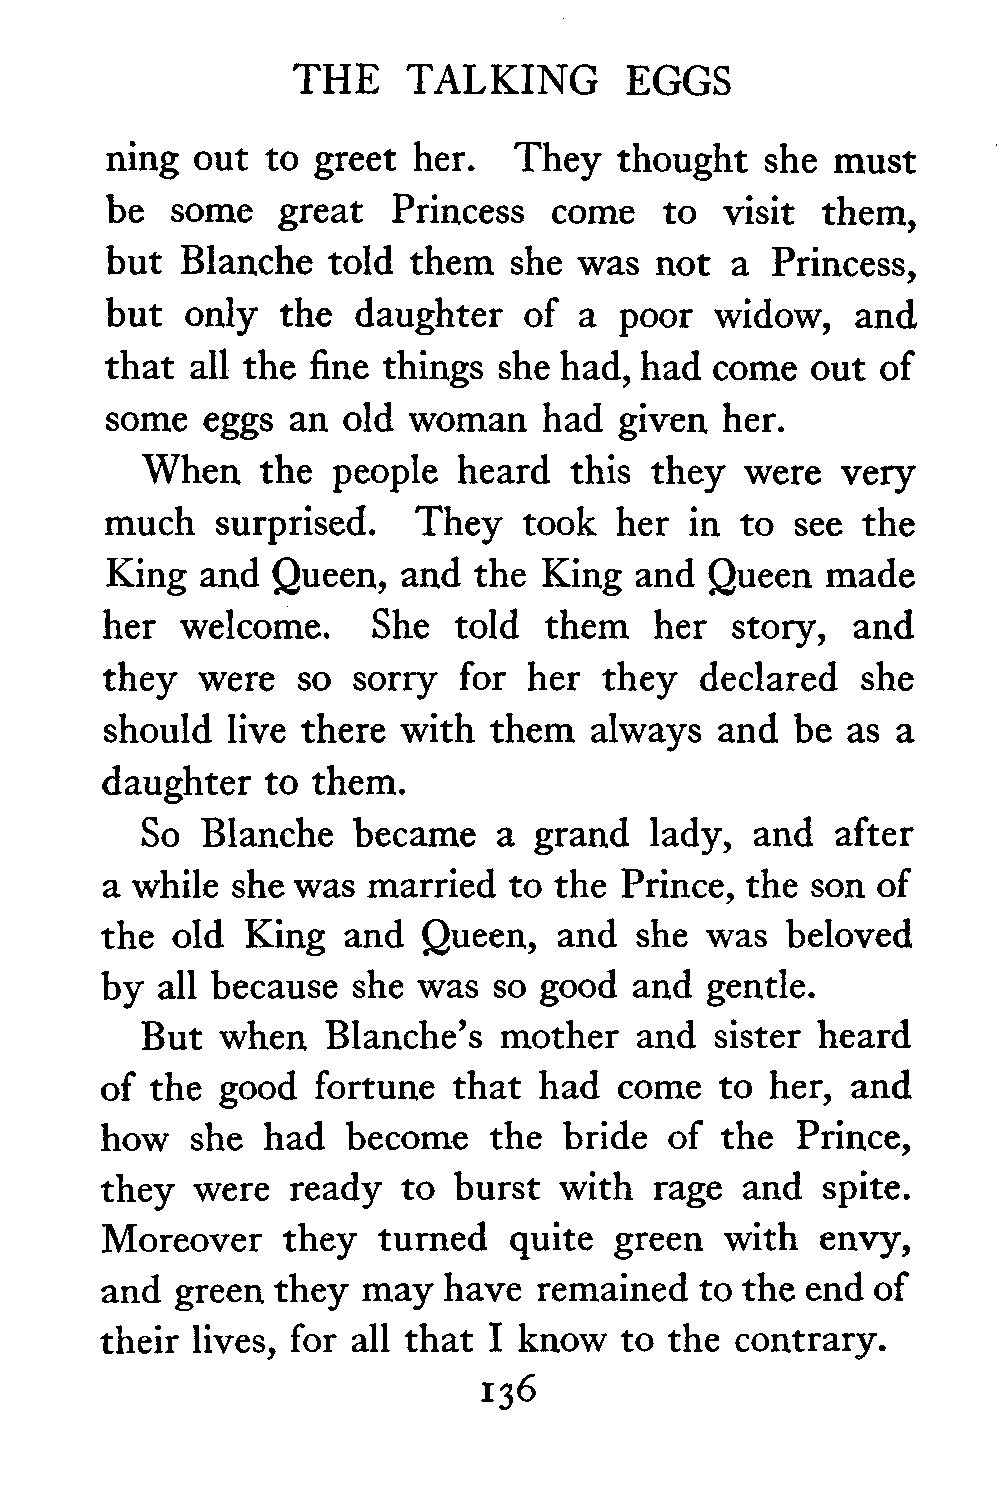 THE TALKING EGGS
ning out to greet her. They thought she must
be some great Princess come to visit them,
but Blanche told them she was not a Princess,
but only the daughter of a poor widow, and
that all the fine things she had, had come out of
some eggs an old woman had given her.
When the people heard this they were very
much surprised. They took her in to see the
King and Queen, and the King and Queen made
her welcome. She told them her story, and
they were so sorry for her they declared she
should live there with them always and be as a
daughter to them.
So Blanche became a grand lady, and after
a while she was married to the Prince, the son of
the old King and Queen, and she was beloved
by all because she was so good and gentle.
But when Blanche's mother and sister heard
of the good fortune that had come to her, and
how she had become the bride of the Prince,
they were ready to burst with rage and spite.
Moreover they turned quite green with envy,
and green they may have remained to the end of
their lives, for all that I know to the contrary.
136